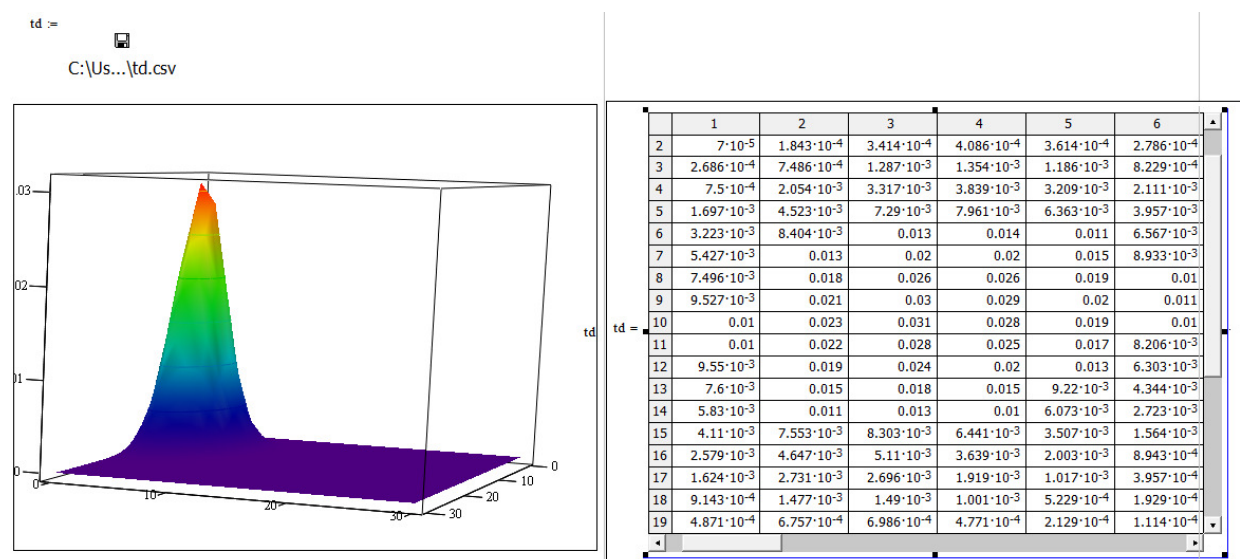 td :=
C:\Us...\td.csv
.03
02
01
0
0
10
20
30
30
20
10
0
td
td =
1 2 3 4 5 6
2 7·10-5 1.843·10-4 3.414·10-4 4.086·10-4 3.614·10-4 2.786·10-4
3 2.686·10-4 7.486·10-4 1.287·10-3 1.354·10-3 1.186·10-3 8.229·10-4
4 7.5·10-4 2.054·10-3 3.317·10-3 3.839·10-3 3.209·10-3 2.111·10-3
5 1.697·10-3 4.523·10-3 7.29·10-3 7.961·10-3 6.363·10-3 3.957·10-3
6 3.223·10-3 8.404·10-3 0.013 0.014 0.011 6.567·10-3
7 5.427·10-3 0.013 0.02 0.02 0.015 8.933·10-3
8 7.496·10-3 0.018 0.026 0.026 0.019 0.01
9 9.527·10-3 0.021 0.03 0.029 0.02 0.011
10 0.01 0.023 0.031 0.028 0.019 0.01
11 0.01 0.022 0.028 0.025 0.017 8.206·10-3
12 9.55·10-3 0.019 0.024 0.02 0.013 6.303·10-3
13 7.6·10-3 0.015 0.018 0.015 9.22·10-3 4.344·10-3
14 5.83·10-3 0.011 0.013 0.01 6.073·10-3 2.723·10-3
15 4.11·10-3 7.553·10-3 8.303·10-3 6.441·10-3 3.507·10-3 1.564·10-3
16 2.579·10-3 4.647·10-3 5.11·10-3 3.639·10-3 2.003·10-3 8.943·10-4
17 1.624·10-3 2.731·10-3 2.696·10-3 1.919·10-3 1.017·10-3 3.957·10-4
18 9.143·10-4 1.477·10-3 1.49·10-3 1.001·10-3 5.229·10-4 1.929·10-4
19 4.871·10-4 6.757·10-4 6.986·10-4 4.771·10-4 2.129·10-4 1.114·10-4